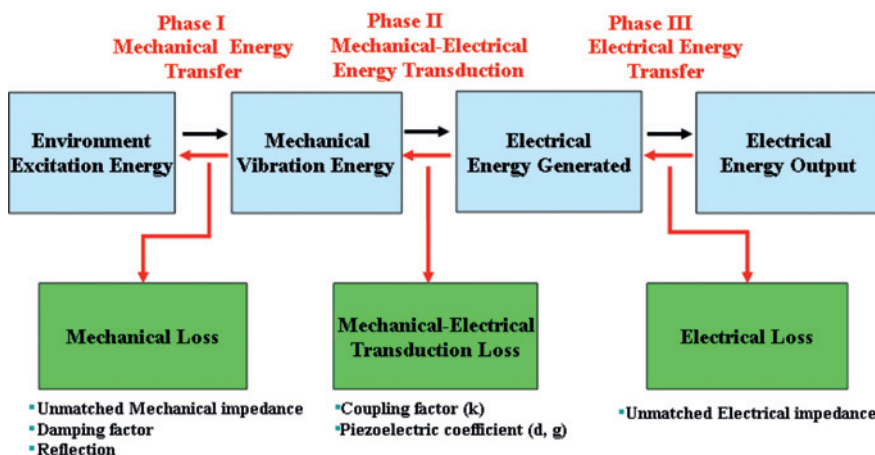 Phase I
Mechanical Energy
Transfer
Phase II
Mechanical-Electrical
Energy Transduction
Phase III
Electrical Energy
Transfer
Environment
Excitation Energy
Mechanical
Vibration Energy
Electrical
Energy Generated
Electrical
Energy Output
Mechanical Loss
Mechanical-Electrical
Transduction Loss
Electrical Loss
▪Unmatched Mechanical impedance
▪Damping factor
▪Reflection
▪Coupling factor (k)
▪Piezoelectric coefficient (d, g)
▪Unmatched Electrical impedance